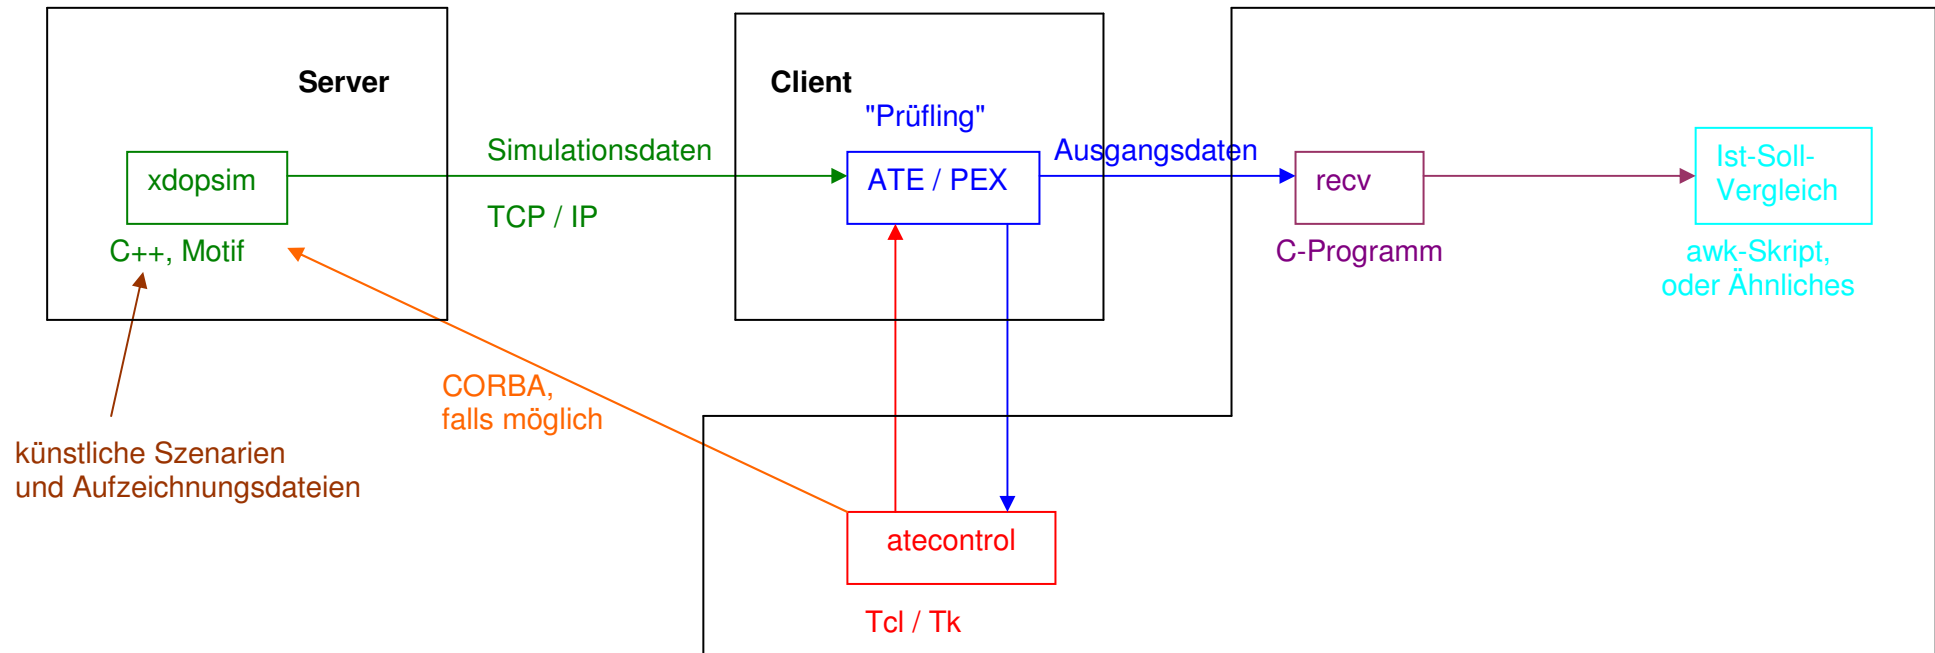 Server
Client
"Prüfling"
Simulationsdaten
Ausgangsdaten
xdopsim
ATE / PEX
recv
Ist-Soll-
Vergleich
TCP / IP
C++, Motif
C-Programm
awk-Skript,
oder Ähnliches
CORBA,
falls möglich
künstliche Szenarien
und Aufzeichnungsdateien
atecontrol
Tcl / Tk